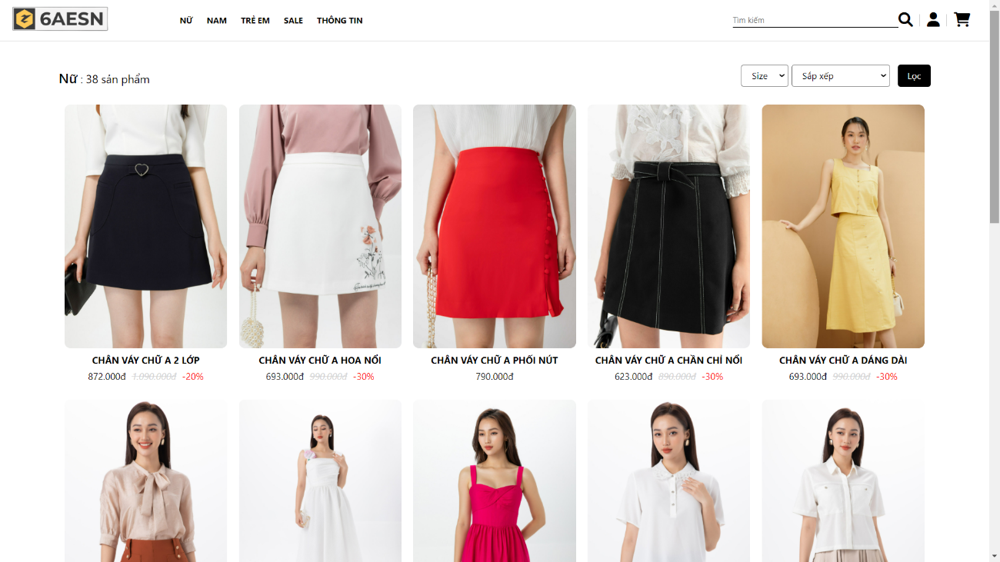 6AESN
NỮ NAM TRẺ EM SALE THÔNG TIN
Tìm kiếm
Nữ : 38 sản phẩm
Size Sắp xếp Lọc
CHÂN VÁY CHỮ A 2 LỚP
872.000đ 1.090.000đ -20%
CHÂN VÁY CHỮ A HOA NỔI
693.000đ 990.000đ -30%
CHÂN VÁY CHỮ A PHỐI NÚT
790.000đ
CHÂN VÁY CHỮ A CHẦN CHỈ NỔI
623.000đ 890.000đ -30%
CHÂN VÁY CHỮ A DÁNG DÀI
693.000đ 990.000đ -30%